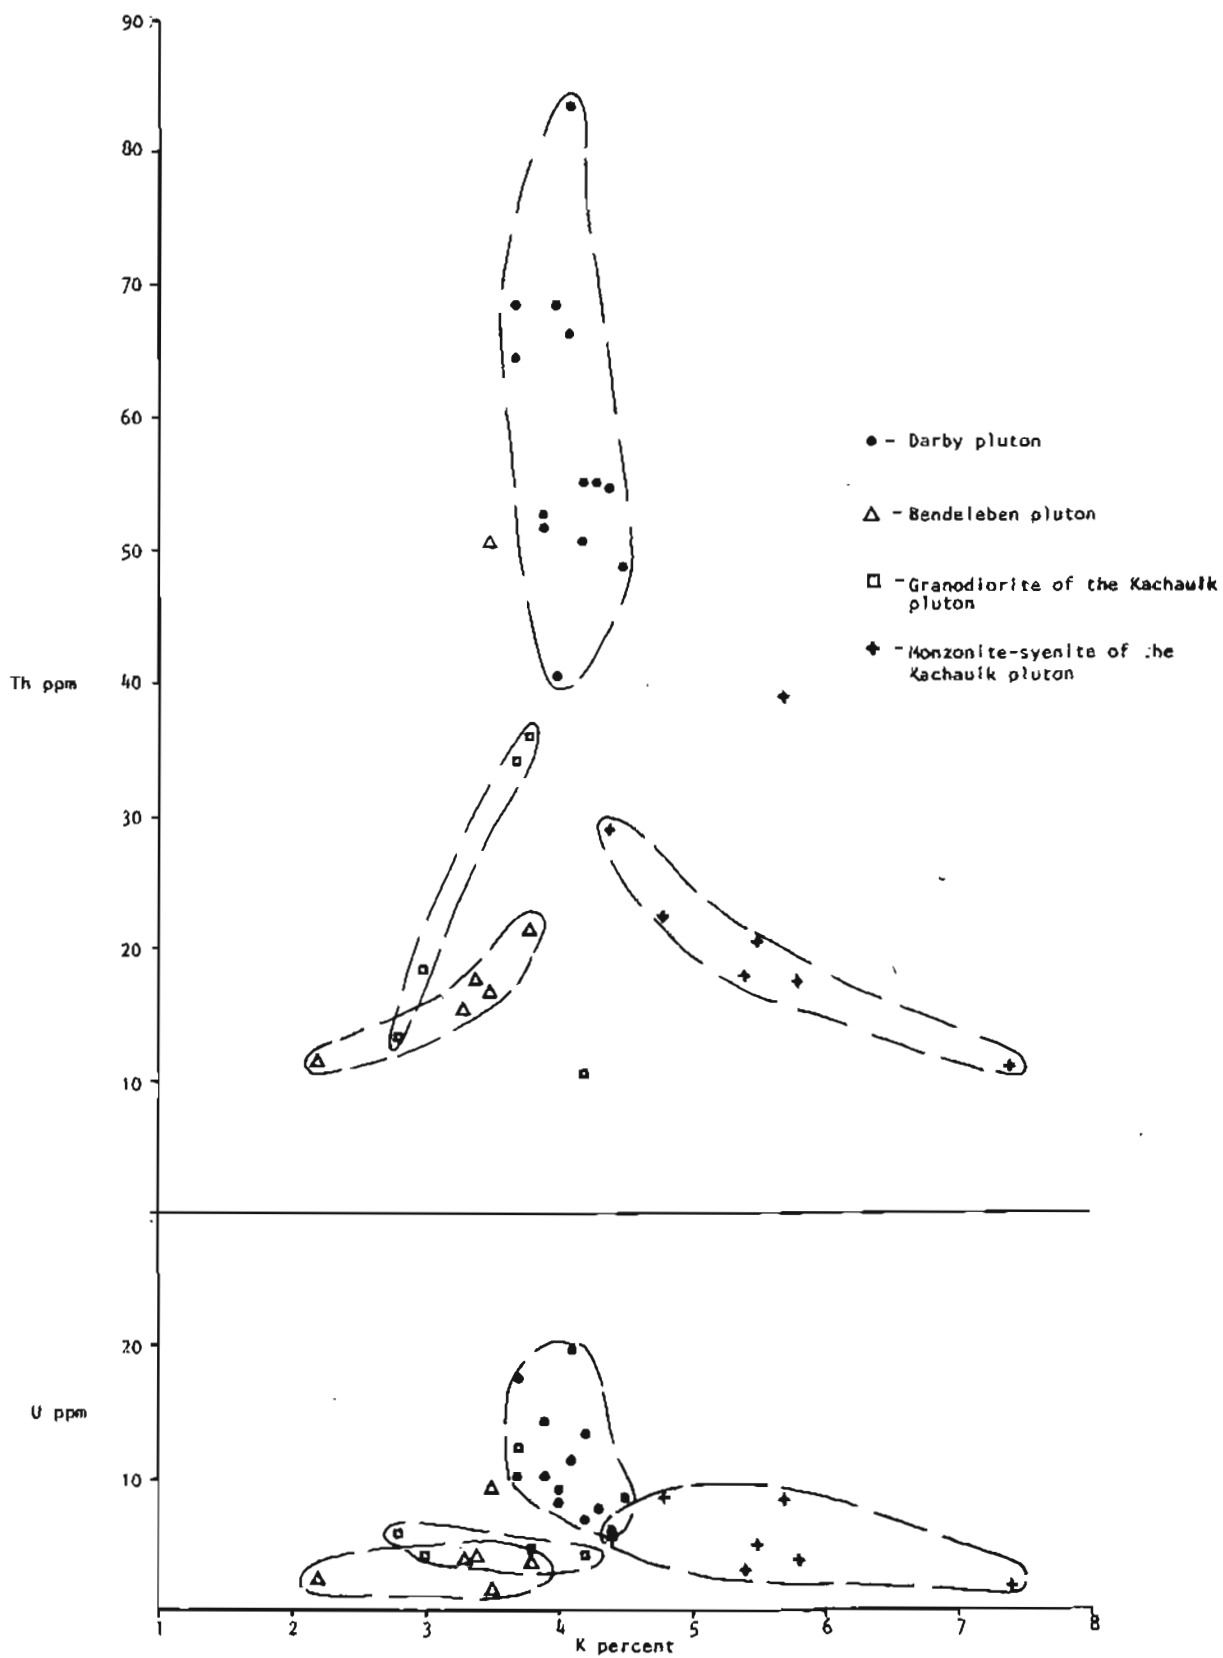 90
80
70
60
50
Th ppm
40
30
20
10
● - Darby pluton
△ - Bendeleben pluton
□ - Granodiorite of the Kachauik
pluton
✚ - Monzonite-syenite of the
Kachauik pluton
20
U ppm
10
1 2 3 4 5 6 7 8
K percent